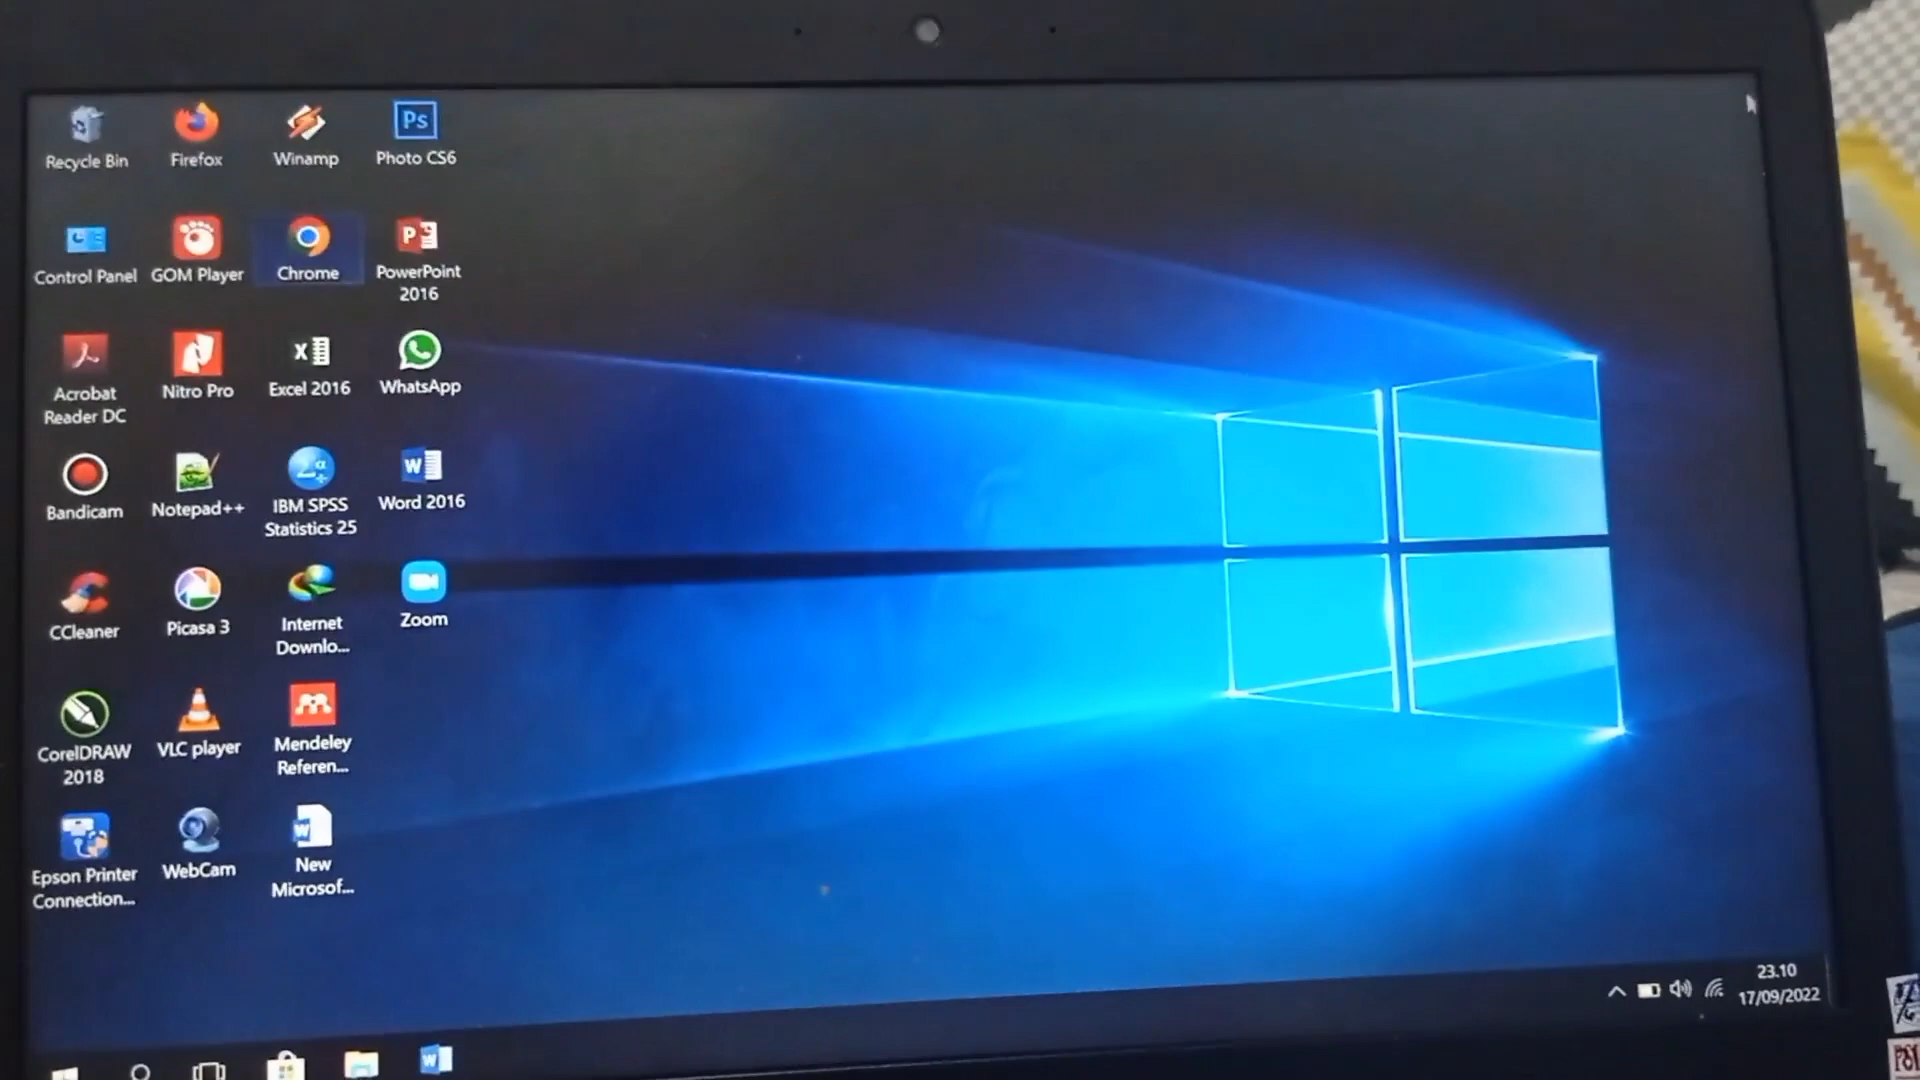 Recycle Bin
Firefox
Winamp
Ps
Photo CS6
Control Panel
GOM Player
Chrome
P
PowerPoint
2016
Acrobat
Reader DC
Nitro Pro
X
Excel 2016
WhatsApp
Bandicam
Notepad++
Σα
IBM SPSS
Statistics 25
W
Word 2016
CCleaner
Picasa 3
Internet
Downlo...
Zoom
CorelDRAW
2018
VLC player
Mendeley
Referen...
Epson Printer
Connection...
WebCam
W
New
Microsof...
23.10
17/09/2022
W